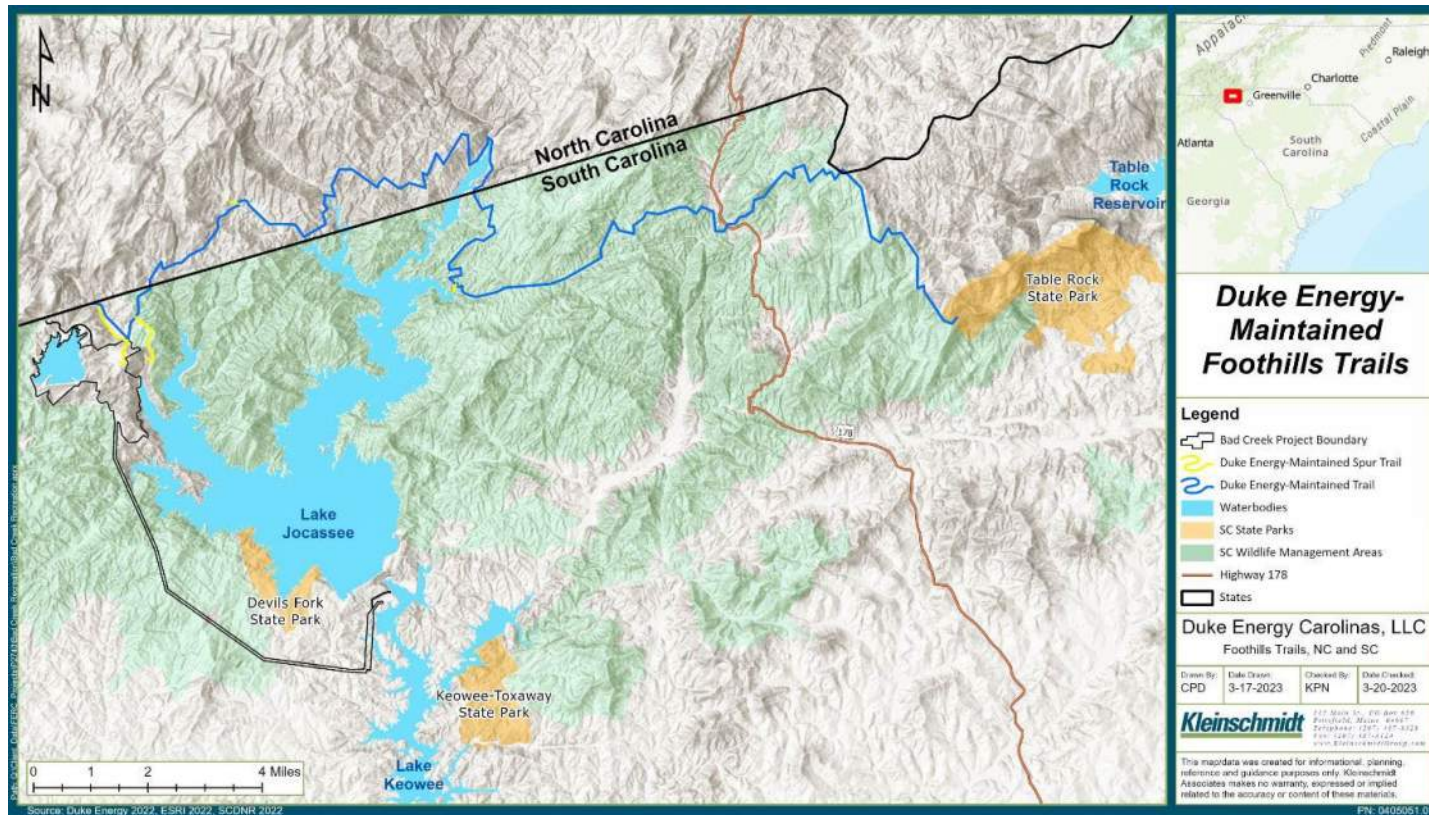 N
North Carolina
South Carolina
Table
Rock
Reservoir
Table Rock
State Park
178
Lake
Jocassee
Devils Fork
State Park
Keowee-Toxaway
State Park
Lake
Keowee
0 1 2 4 Miles
Source: Duke Energy 2022, ESRI 2022, SCDNR 2022
Appalac
Piedmont
Raleigh
Charlotte
Greenville
Coastal Plain
Atlanta
South
Carolina
Georgia
Duke Energy-
Maintained
Foothills Trails
Legend
Bad Creek Project Boundary
Duke Energy-Maintained Spur Trail
Duke Energy-Maintained Trail
Waterbodies
SC State Parks
SC Wildlife Management Areas
Highway 178
States
Duke Energy Carolinas, LLC
Foothills Trails, NC and SC
Drawn By: Date Drawn: Checked By: Date Checked:
CPD 3-17-2023 KPN 3-20-2023
Kleinschmidt
This map/data was created for informational, planning,
reference and guidance purposes only. Kleinschmidt
Associates makes no warranty, expressed or implied
related to the accuracy or content of these materials.
PN: 0405051.0